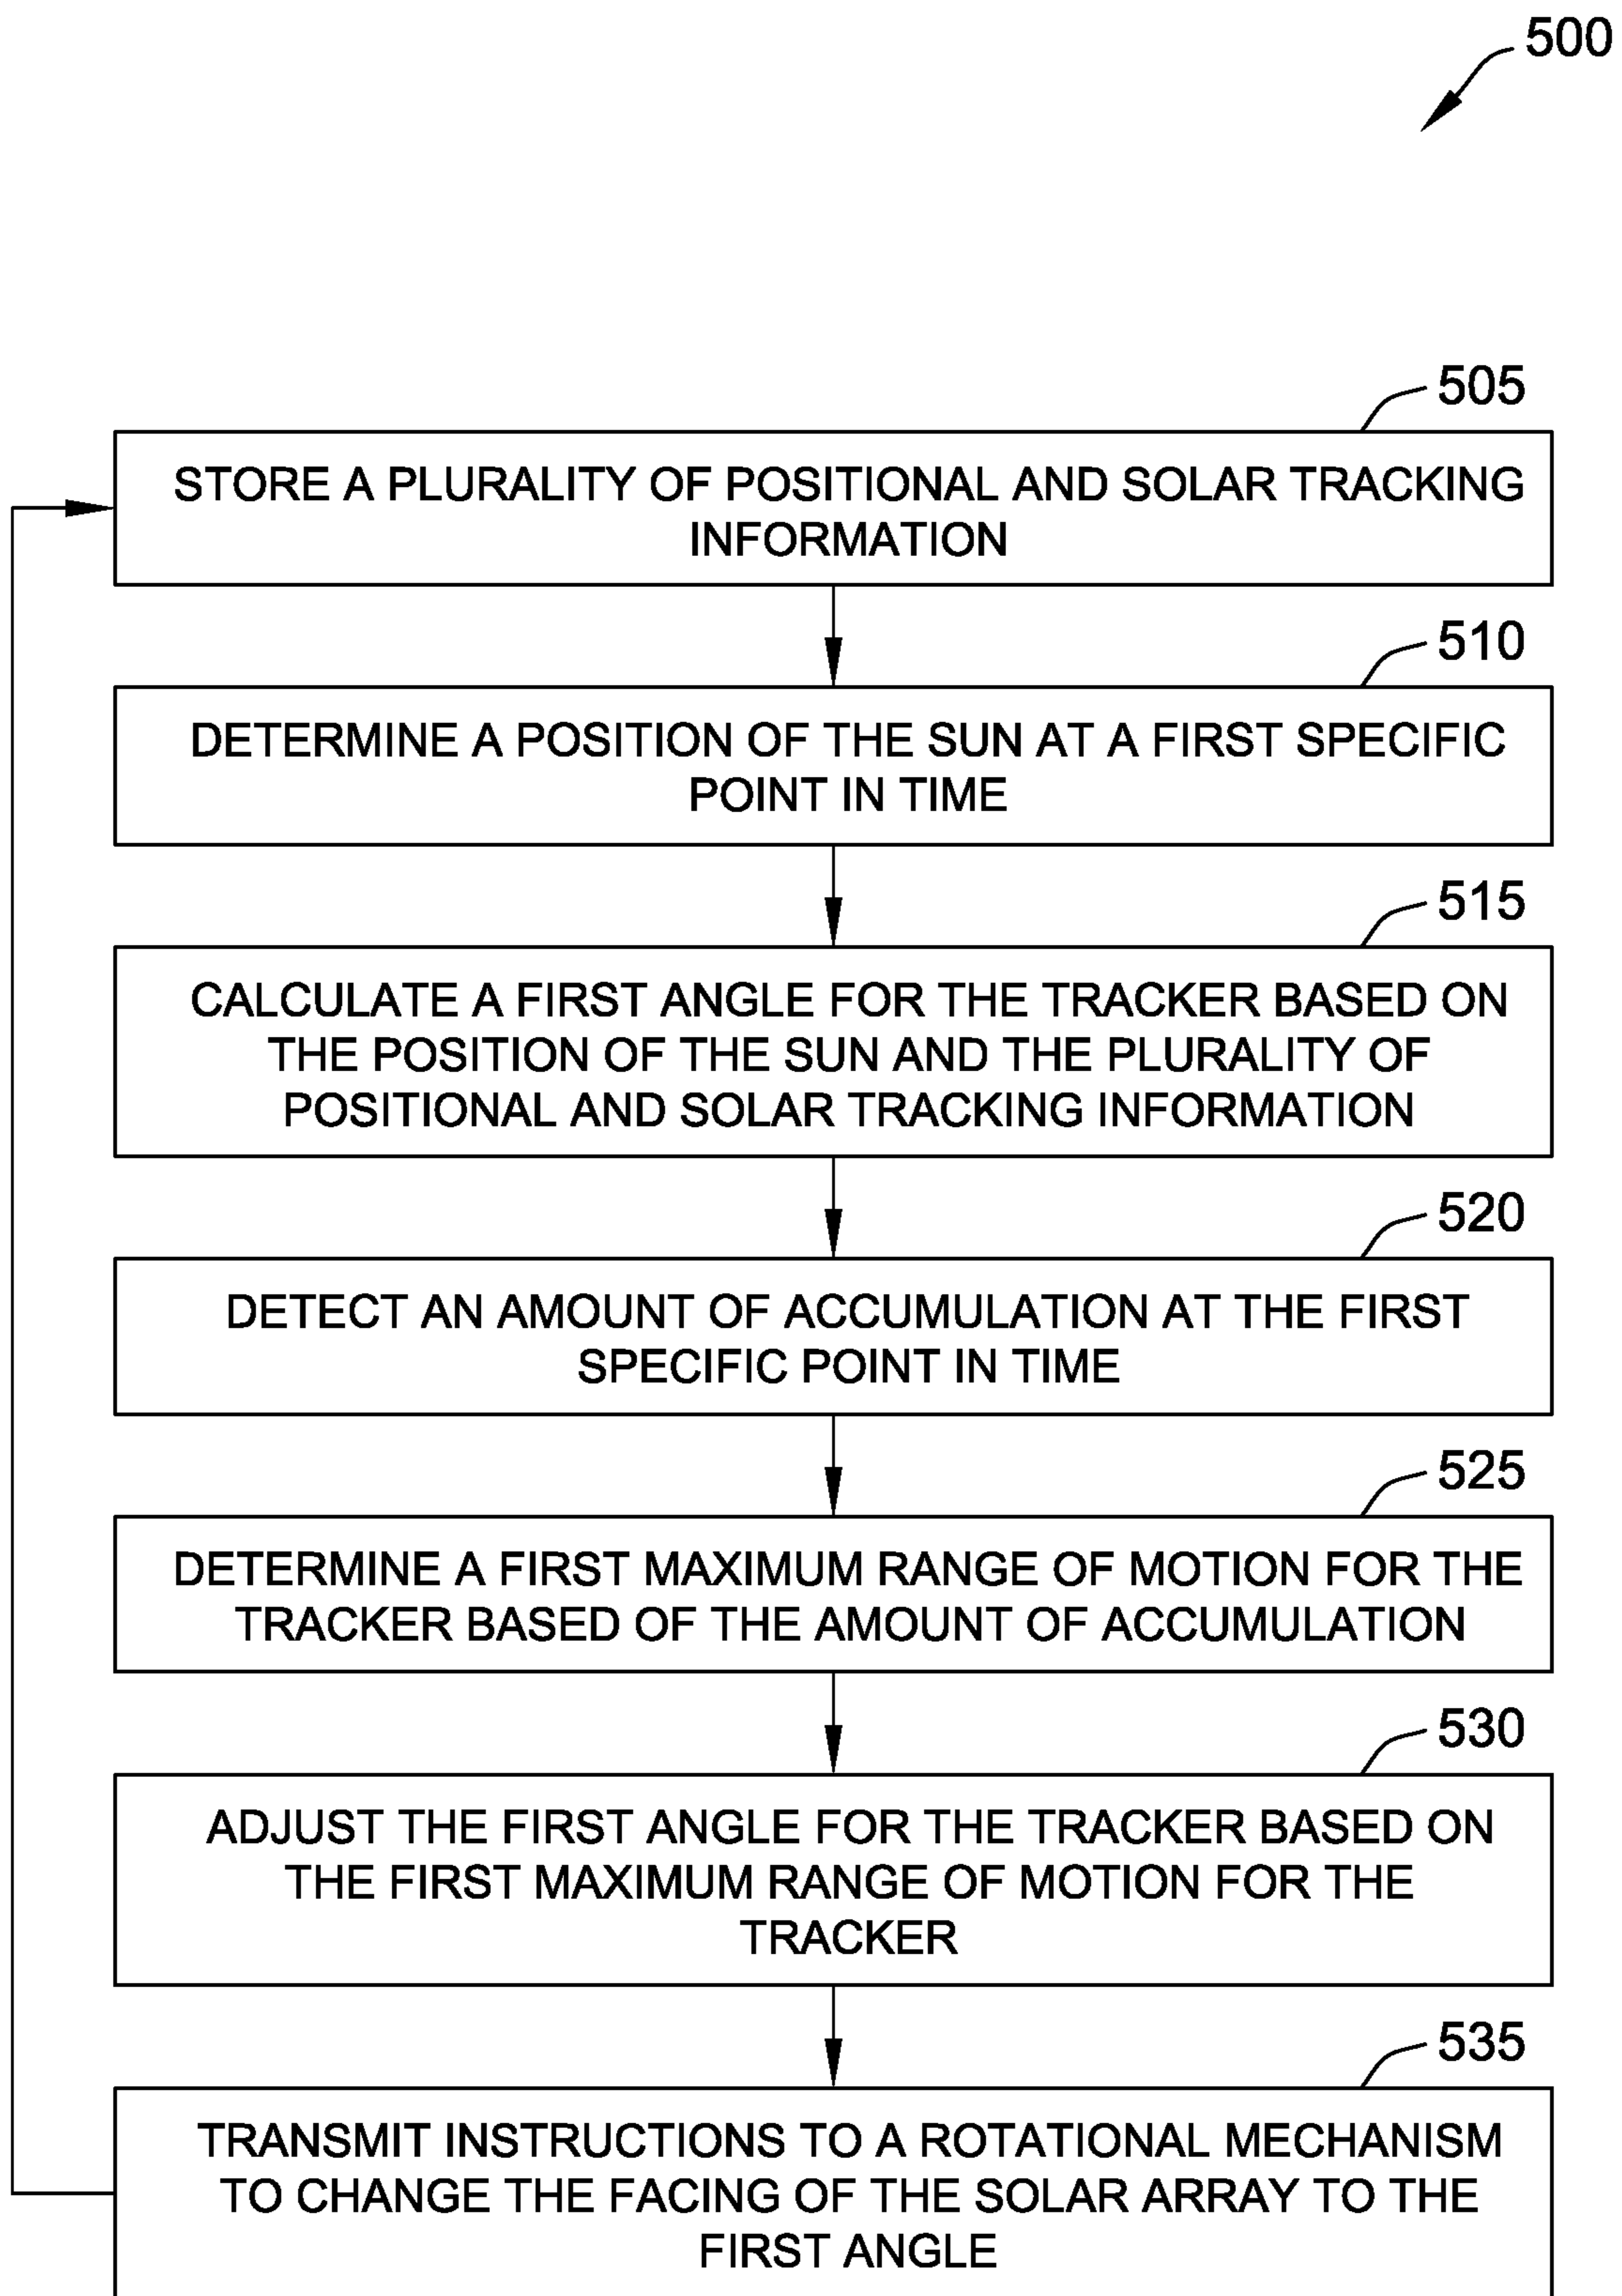 500
505
STORE A PLURALITY OF POSITIONAL AND SOLAR TRACKING
INFORMATION
510
DETERMINE A POSITION OF THE SUN AT A FIRST SPECIFIC
POINT IN TIME
515
CALCULATE A FIRST ANGLE FOR THE TRACKER BASED ON
THE POSITION OF THE SUN AND THE PLURALITY OF
POSITIONAL AND SOLAR TRACKING INFORMATION
520
DETECT AN AMOUNT OF ACCUMULATION AT THE FIRST
SPECIFIC POINT IN TIME
525
DETERMINE A FIRST MAXIMUM RANGE OF MOTION FOR THE
TRACKER BASED OF THE AMOUNT OF ACCUMULATION
530
ADJUST THE FIRST ANGLE FOR THE TRACKER BASED ON
THE FIRST MAXIMUM RANGE OF MOTION FOR THE
TRACKER
535
TRANSMIT INSTRUCTIONS TO A ROTATIONAL MECHANISM
TO CHANGE THE FACING OF THE SOLAR ARRAY TO THE
FIRST ANGLE